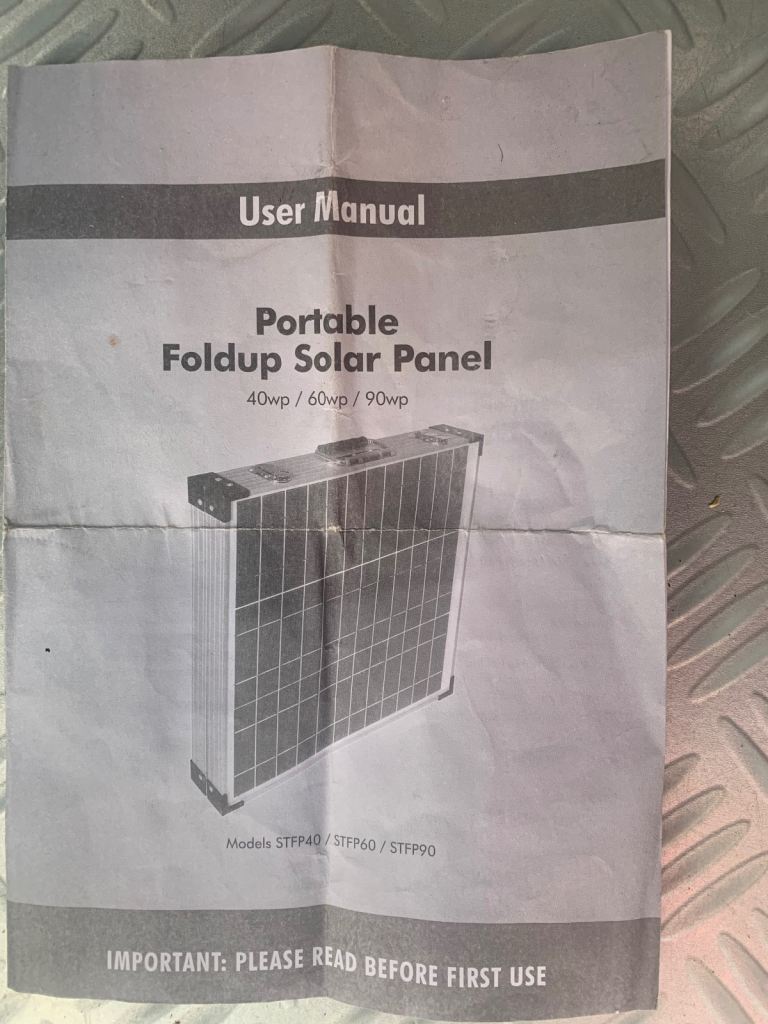 User Manual
Portable
Foldup Solar Panel
40wp / 60wp / 90wp
Models STFP40 / STFP60 / STFP90
IMPORTANT: PLEASE READ BEFORE FIRST USE